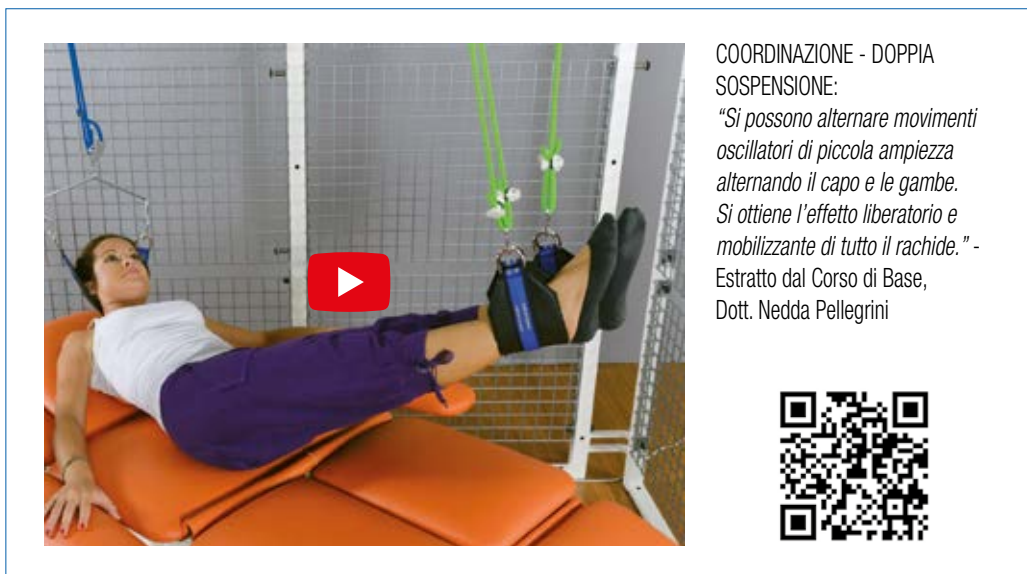 COORDINAZIONE - DOPPIA
SOSPENSIONE:
“Si possono alternare movimenti
oscillatori di piccola ampiezza
alternando il capo e le gambe.
Si ottiene l’effetto liberatorio e
mobilizzante di tutto il rachide.” -
Estratto dal Corso di Base,
Dott. Nedda Pellegrini